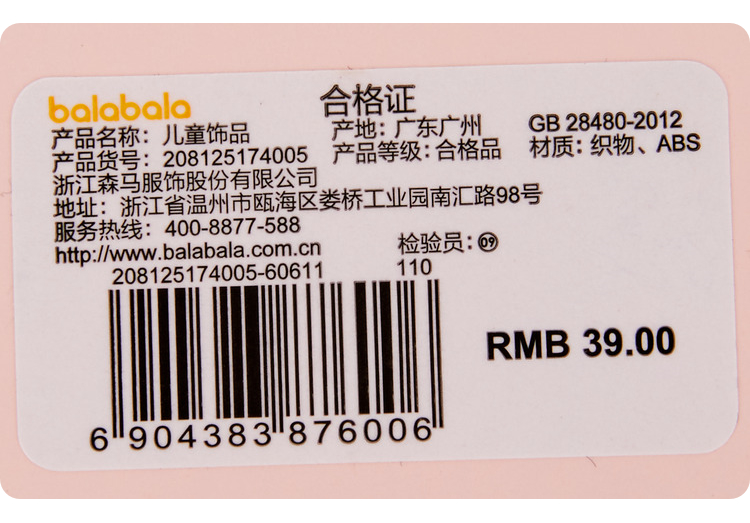 balabala 合格证
产品名称：儿童饰品 产地：广东广州 GB 28480-2012
产品货号：208125174005 产品等级：合格品 材质：织物、ABS
浙江森马服饰股份有限公司
地址：浙江省温州市瓯海区娄桥工业园南汇路98号
服务热线：400-8877-588
http://www.balabala.com.cn 检验员：09
208125174005-60611 110
RMB 39.00
6 904383 876006